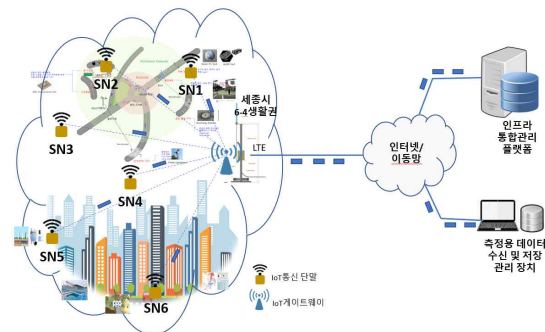 SN2
SN1
세종시
6-4생활권
LTE
SN3
SN4
SN5
SN6
IoT통신 단말
IoT게이트웨이
인터넷/
이동망
인프라
통합관리
플랫폼
측정용 데이터
수신 및 저장
관리 장치